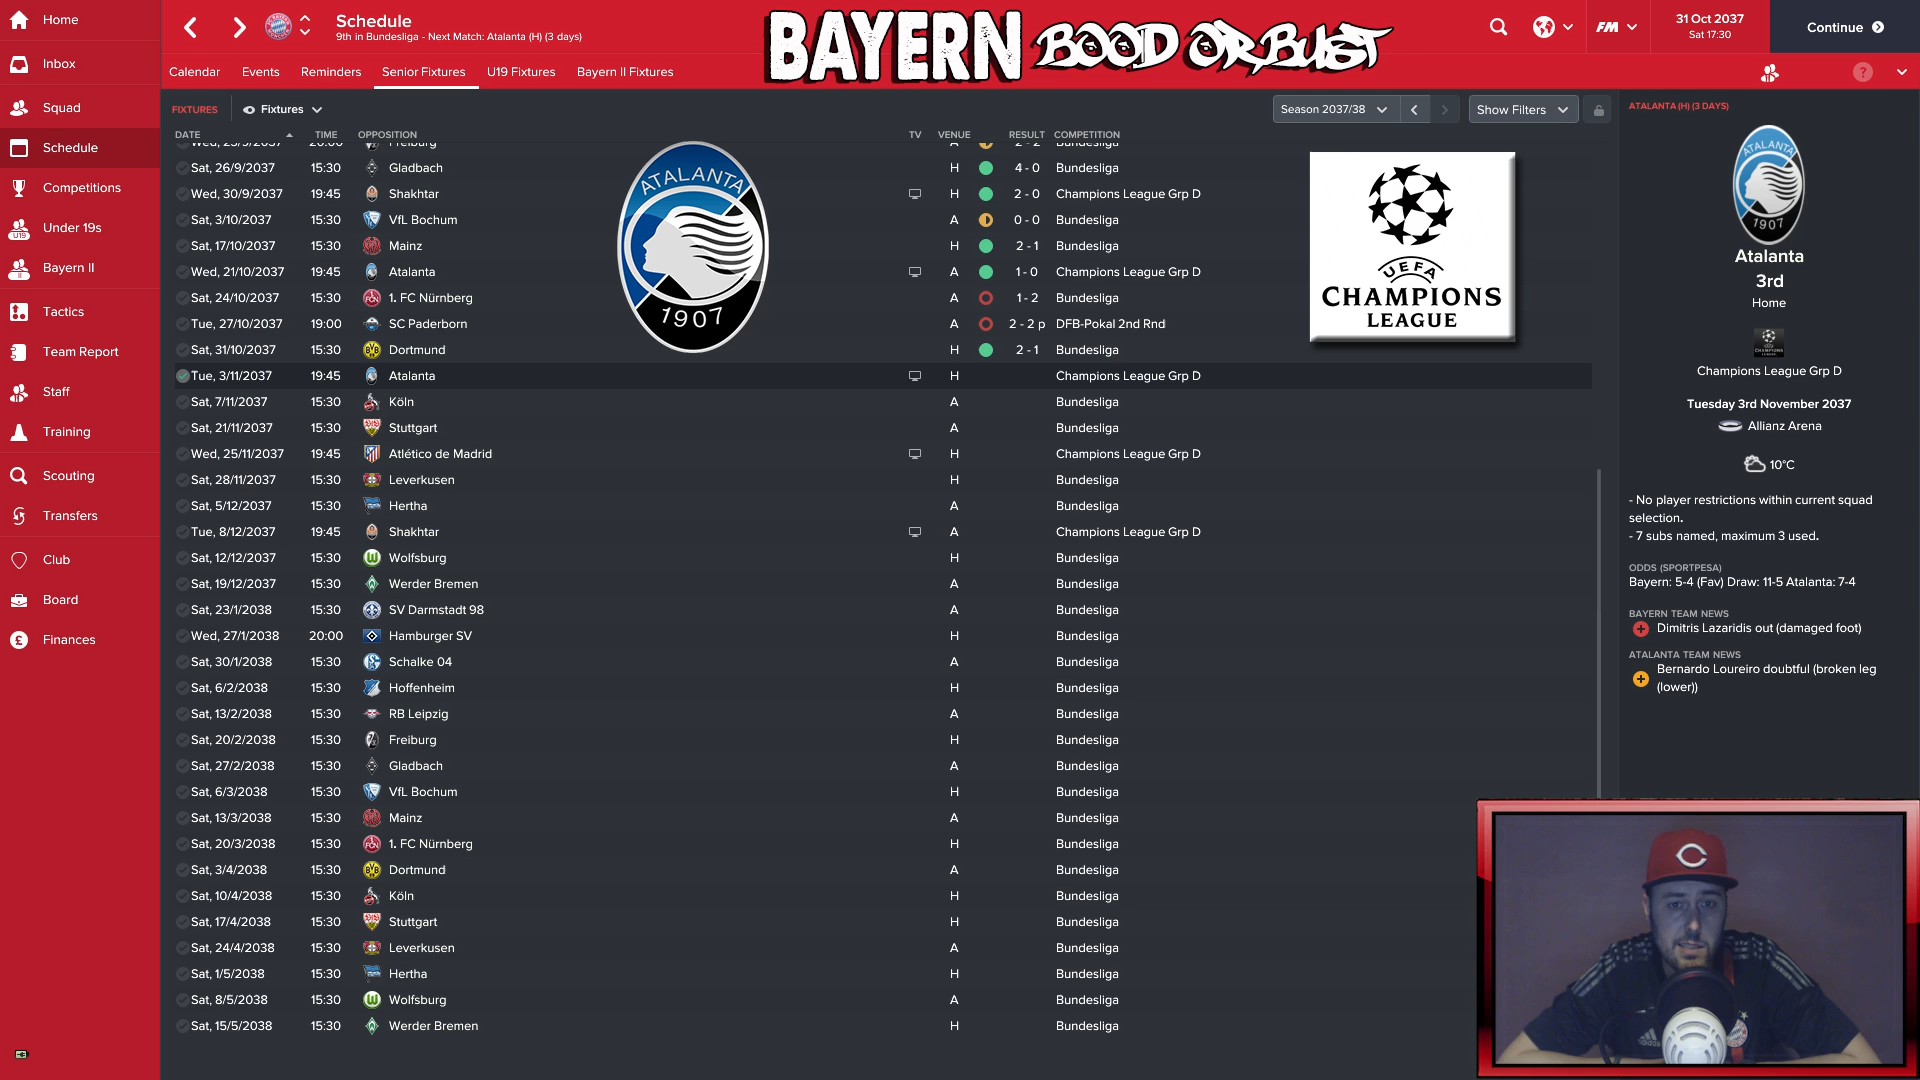 Home
Inbox
Squad
Schedule
Competitions
Under 19s
Bayern II
Tactics
Team Report
Staff
Training
Scouting
Transfers
Club
Board
Finances
Schedule
9th in Bundesliga - Next Match: Atalanta (H) (3 days)
BAYERN BOOD OR BUST
FM
31 Oct 2037
Sat 17:30
Continue
Calendar Events Reminders Senior Fixtures U19 Fixtures Bayern II Fixtures
FIXTURES Fixtures Season 2037/38 Show Filters
DATE TIME OPPOSITION TV VENUE RESULT COMPETITION
Wed, 23/9/2037 20:00 Freiburg A 2 - 2 Bundesliga
Sat, 26/9/2037 15:30 Gladbach H 4 - 0 Bundesliga
Wed, 30/9/2037 19:45 Shakhtar H 2 - 0 Champions League Grp D
Sat, 3/10/2037 15:30 VfL Bochum A 0 - 0 Bundesliga
Sat, 17/10/2037 15:30 Mainz H 2 - 1 Bundesliga
Wed, 21/10/2037 19:45 Atalanta A 1 - 0 Champions League Grp D
Sat, 24/10/2037 15:30 1. FC Nürnberg A 1 - 2 Bundesliga
Tue, 27/10/2037 19:00 SC Paderborn A 2 - 2 p DFB-Pokal 2nd Rnd
Sat, 31/10/2037 15:30 Dortmund H 2 - 1 Bundesliga
Tue, 3/11/2037 19:45 Atalanta H Champions League Grp D
Sat, 7/11/2037 15:30 Köln A Bundesliga
Sat, 21/11/2037 15:30 Stuttgart A Bundesliga
Wed, 25/11/2037 19:45 Atlético de Madrid H Champions League Grp D
Sat, 28/11/2037 15:30 Leverkusen H Bundesliga
Sat, 5/12/2037 15:30 Hertha A Bundesliga
Tue, 8/12/2037 19:45 Shakhtar A Champions League Grp D
Sat, 12/12/2037 15:30 Wolfsburg H Bundesliga
Sat, 19/12/2037 15:30 Werder Bremen A Bundesliga
Sat, 23/1/2038 15:30 SV Darmstadt 98 A Bundesliga
Wed, 27/1/2038 20:00 Hamburger SV H Bundesliga
Sat, 30/1/2038 15:30 Schalke 04 A Bundesliga
Sat, 6/2/2038 15:30 Hoffenheim H Bundesliga
Sat, 13/2/2038 15:30 RB Leipzig A Bundesliga
Sat, 20/2/2038 15:30 Freiburg H Bundesliga
Sat, 27/2/2038 15:30 Gladbach A Bundesliga
Sat, 6/3/2038 15:30 VfL Bochum H Bundesliga
Sat, 13/3/2038 15:30 Mainz A Bundesliga
Sat, 20/3/2038 15:30 1. FC Nürnberg H Bundesliga
Sat, 3/4/2038 15:30 Dortmund A Bundesliga
Sat, 10/4/2038 15:30 Köln H Bundesliga
Sat, 17/4/2038 15:30 Stuttgart H Bundesliga
Sat, 24/4/2038 15:30 Leverkusen A Bundesliga
Sat, 1/5/2038 15:30 Hertha H Bundesliga
Sat, 8/5/2038 15:30 Wolfsburg A Bundesliga
Sat, 15/5/2038 15:30 Werder Bremen H Bundesliga
ATALANTA
1907
UEFA
CHAMPIONS
LEAGUE
ATALANTA (H) (3 DAYS)
ATALANTA
1907
Atalanta
3rd
Home
Champions League Grp D
Tuesday 3rd November 2037
Allianz Arena
10°C
- No player restrictions within current squad
selection.
- 7 subs named, maximum 3 used.
ODDS (SPORTPESA)
Bayern: 5-4 (Fav) Draw: 11-5 Atalanta: 7-4
BAYERN TEAM NEWS
Dimitris Lazaridis out (damaged foot)
ATALANTA TEAM NEWS
Bernardo Loureiro doubtful (broken leg
(lower))